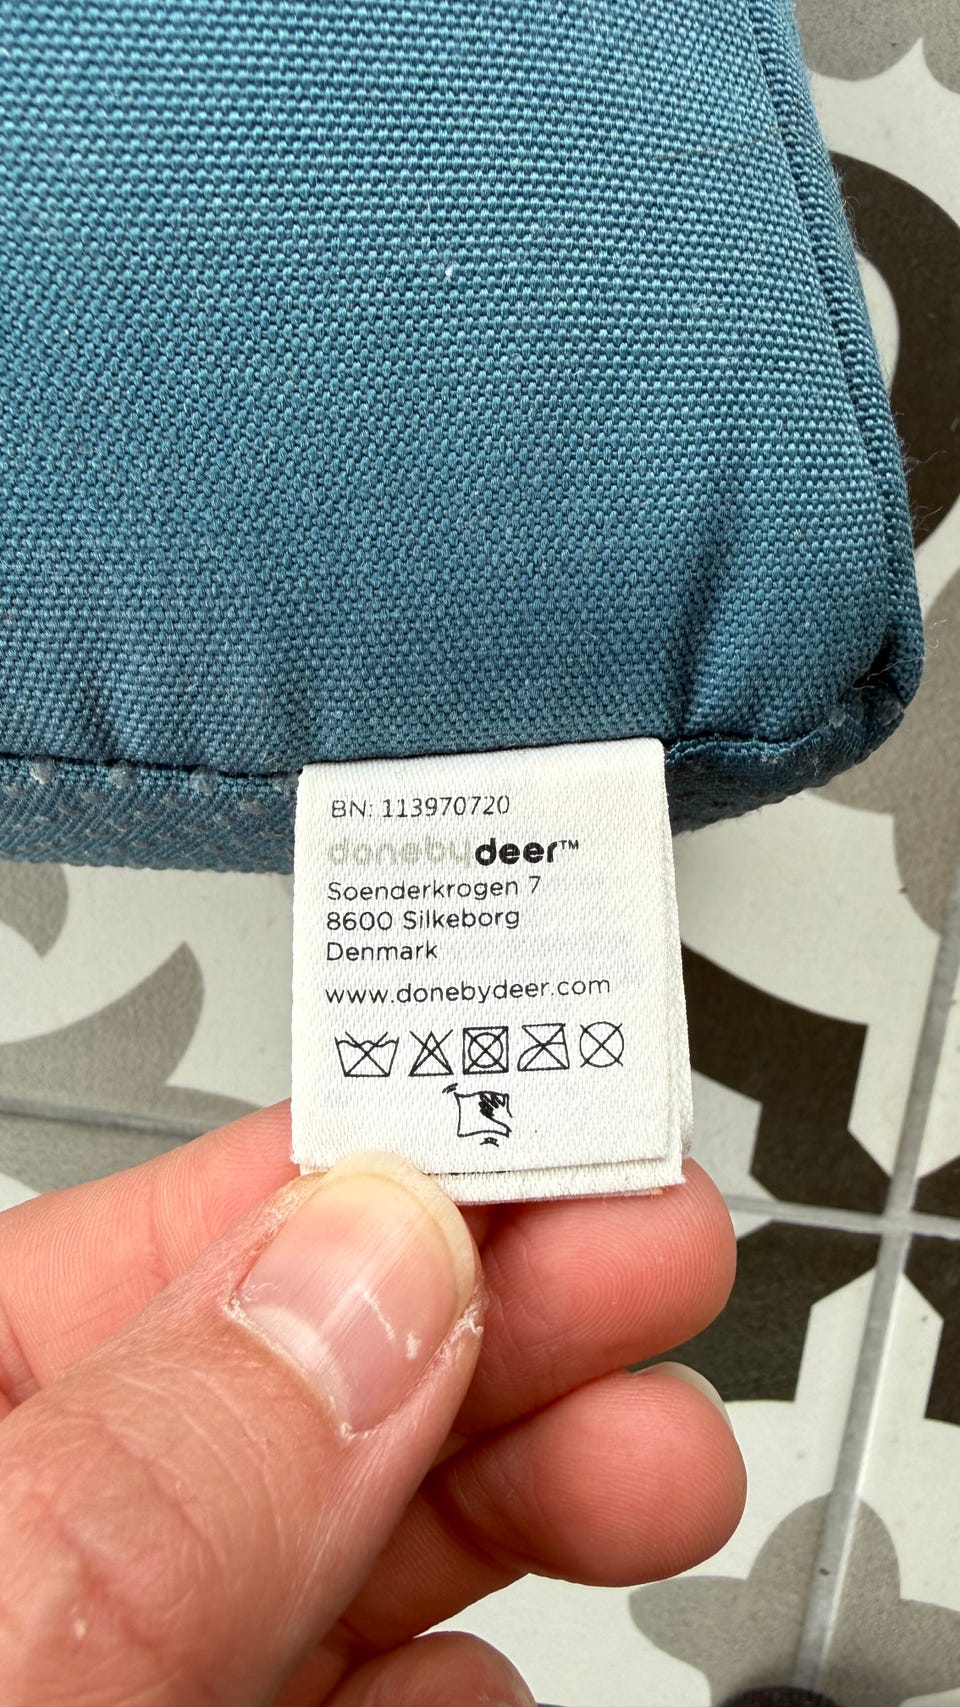 BN: 113970720
donebydeer™
Soenderkrogen 7
8600 Silkeborg
Denmark
www.donebydeer.com